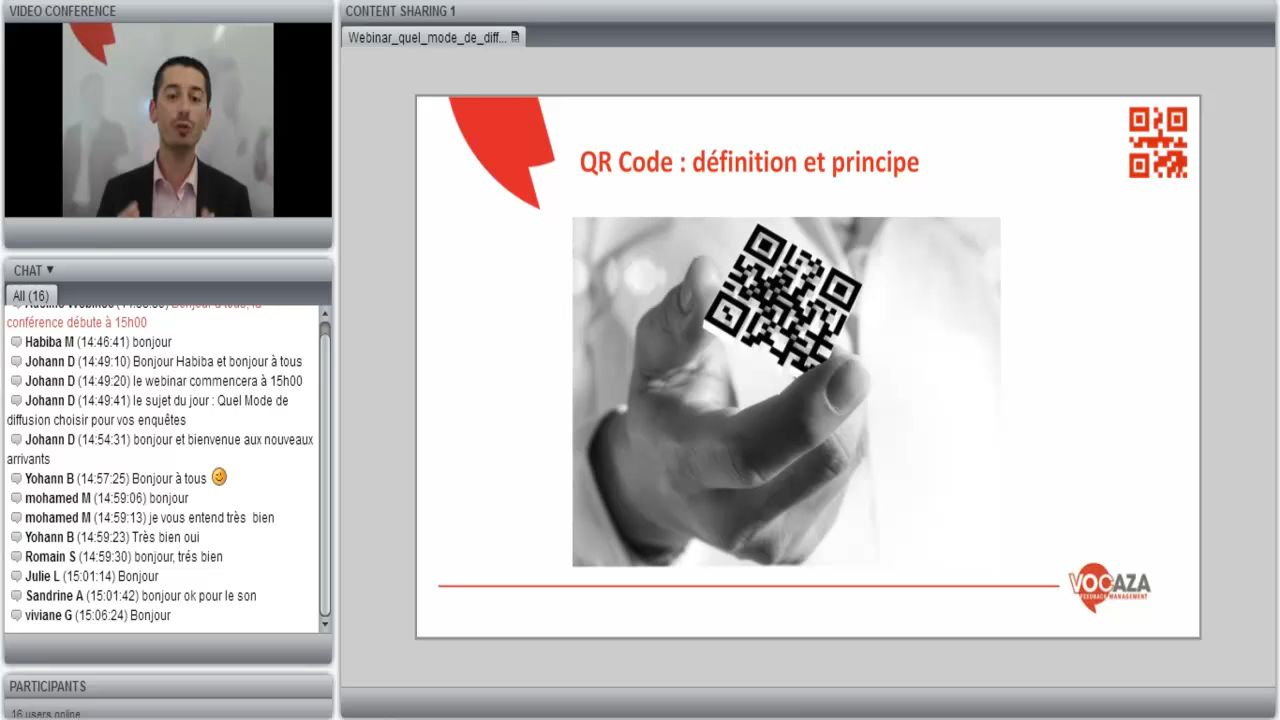 VIDEO CONFERENCE
CHAT ▼
All (16)
conférence débute à 15h00
Habiba M (14:46:41) bonjour
Johann D (14:49:10) Bonjour Habiba et bonjour à tous
Johann D (14:49:20) le webinar commencera à 15h00
Johann D (14:49:41) le sujet du jour : Quel Mode de
diffusion choisir pour vos enquêtes
Johann D (14:54:31) bonjour et bienvenue aux nouveaux
arrivants
Yohann B (14:57:25) Bonjour à tous
mohamed M (14:59:06) bonjour
mohamed M (14:59:13) je vous entend très bien
Yohann B (14:59:23) Très bien oui
Romain S (14:59:30) bonjour, trés bien
Julie L (15:01:14) Bonjour
Sandrine A (15:01:42) bonjour ok pour le son
viviane G (15:06:24) Bonjour
PARTICIPANTS
16 users online
CONTENT SHARING 1
Webinar_quel_mode_de_diff...
QR Code : définition et principe
VOCAZA
FEEDBACK MANAGEMENT